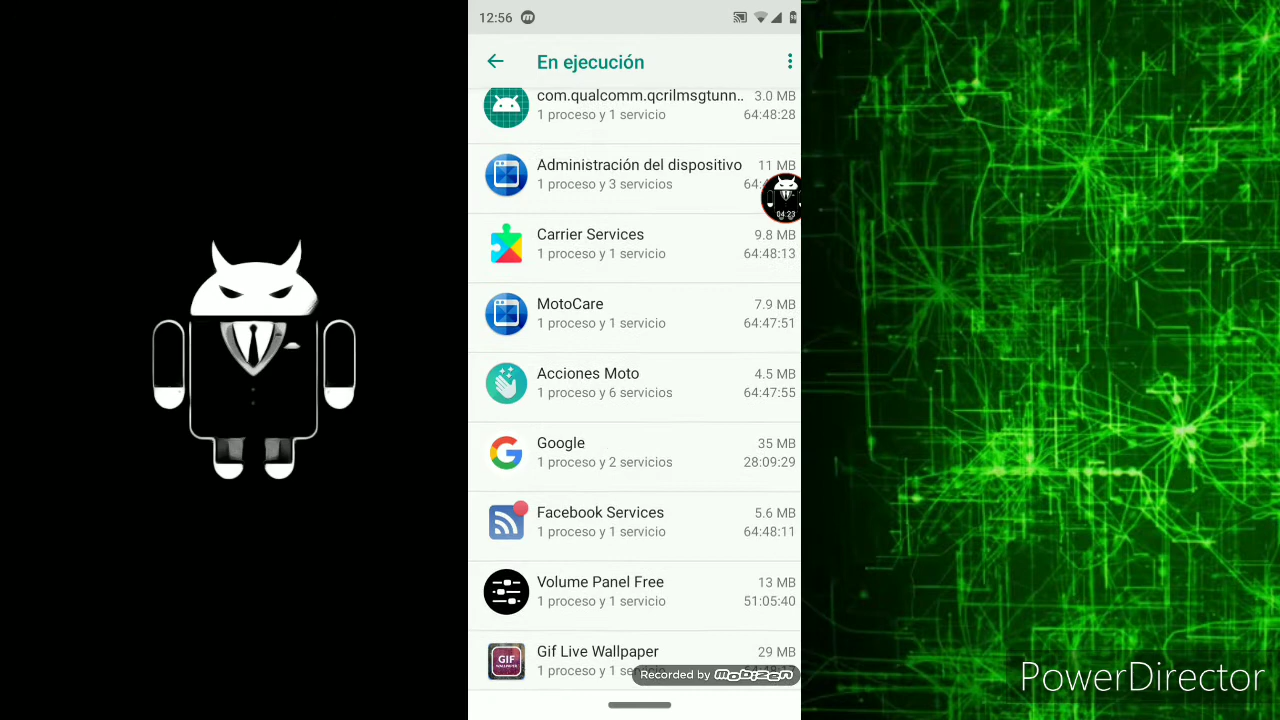 12:56
En ejecución
com.qualcomm.qcrilmsgtunn.. 3.0 MB
1 proceso y 1 servicio 64:48:28
Administración del dispositivo 11 MB
1 proceso y 3 servicios
04:23
Carrier Services 9.8 MB
1 proceso y 1 servicio 64:48:13
MotoCare 7.9 MB
1 proceso y 1 servicio 64:47:51
Acciones Moto 4.5 MB
1 proceso y 6 servicios 64:47:55
Google 35 MB
1 proceso y 2 servicios 28:09:29
Facebook Services 5.6 MB
1 proceso y 1 servicio 64:48:11
Volume Panel Free 13 MB
1 proceso y 1 servicio 51:05:40
GIF
WALLPAPER
Gif Live Wallpaper 29 MB
1 proceso y 1
Recorded by mobizen
PowerDirector